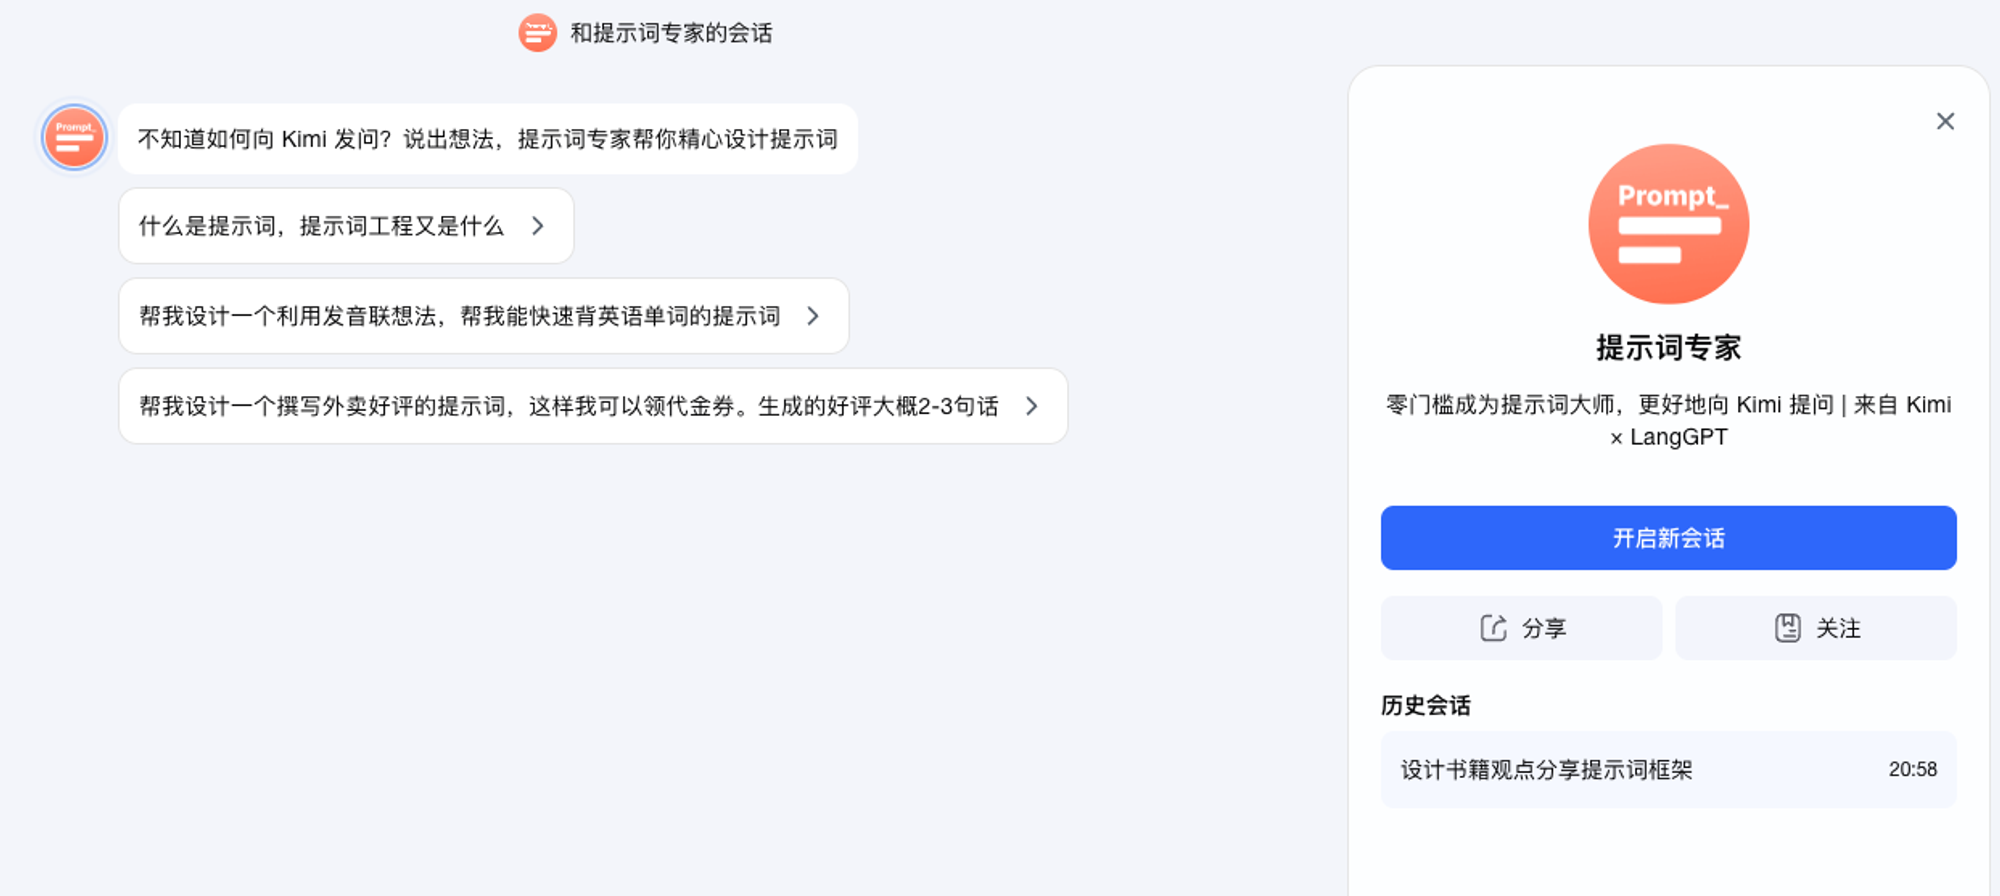 和提示词专家的会话
Prompt_
不知道如何向 Kimi 发问？说出想法，提示词专家帮你精心设计提示词
什么是提示词，提示词工程又是什么
帮我设计一个利用发音联想法，帮我能快速背英语单词的提示词
帮我设计一个撰写外卖好评的提示词，这样我可以领代金券。生成的好评大概2-3句话
Prompt_
提示词专家
零门槛成为提示词大师，更好地向 Kimi 提问 | 来自 Kimi
× LangGPT
开启新会话
分享
关注
历史会话
设计书籍观点分享提示词框架 20:58